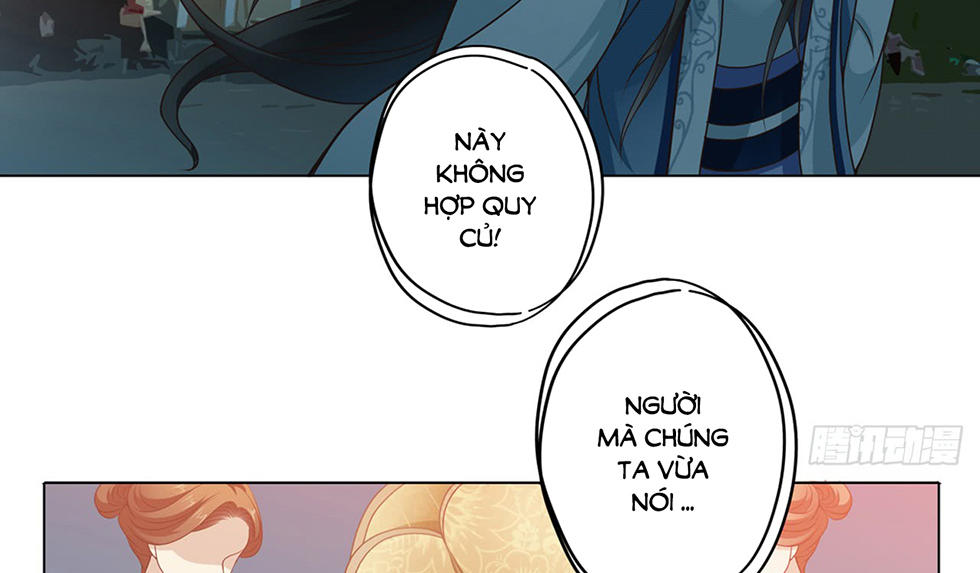 NÀY
KHÔNG
HỢP QUY
CỦ!
NGƯỜI
MÀ CHÚNG
TA VỪA
NÓI ...
腾讯动漫